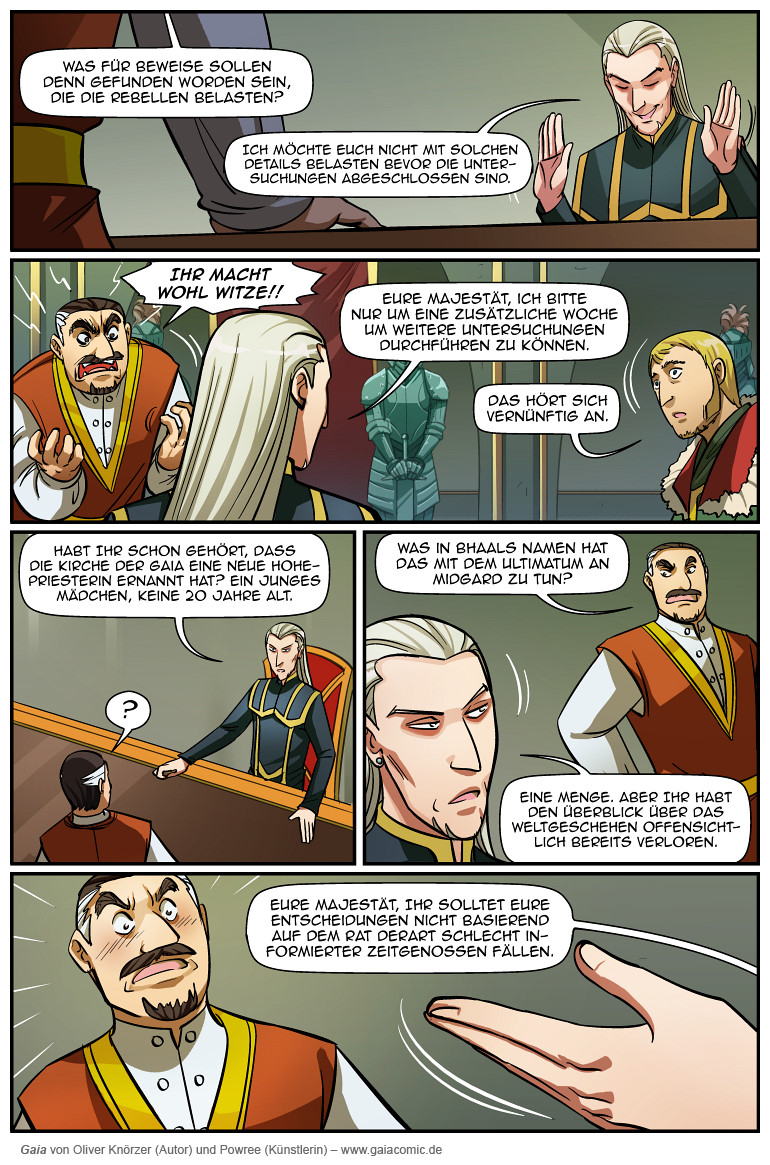 WAS FÜR BEWEISE SOLLEN
DENN GEFUNDEN WORDEN SEIN,
DIE DIE REBELLEN BELASTEN?
ICH MÖCHTE EUCH NICHT MIT SOLCHEN
DETAILS BELASTEN BEVOR DIE UNTER-
SUCHUNGEN ABGESCHLOSSEN SIND.
IHR MACHT
WOHL WITZE!!
EURE MAJESTÄT, ICH BITTE
NUR UM EINE ZUSÄTZLICHE WOCHE
UM WEITERE UNTERSUCHUNGEN
DURCHFÜHREN ZU KÖNNEN.
DAS HÖRT SICH
VERNÜNFTIG AN.
HABT IHR SCHON GEHÖRT, DASS
DIE KIRCHE DER GAIA EINE NEUE HOHE-
PRIESTERIN ERNANNT HAT? EIN JUNGES
MÄDCHEN, KEINE 20 JAHRE ALT.
?
WAS IN BHAALS NAMEN HAT
DAS MIT DEM ULTIMATUM AN
MIDGARD ZU TUN?
EINE MENGE. ABER IHR HABT
DEN ÜBERBLICK ÜBER DAS
WELTGESCHEHEN OFFENSICHT-
LICH BEREITS VERLOREN.
EURE MAJESTÄT, IHR SOLLTET EURE
ENTSCHEIDUNGEN NICHT BASIEREND
AUF DEM RAT DERART SCHLECHT IN-
FORMIERTER ZEITGENOSSEN FÄLLEN.
Gaia von Oliver Knörzer (Autor) und Powree (Künstlerin) – www.gaiacomic.de